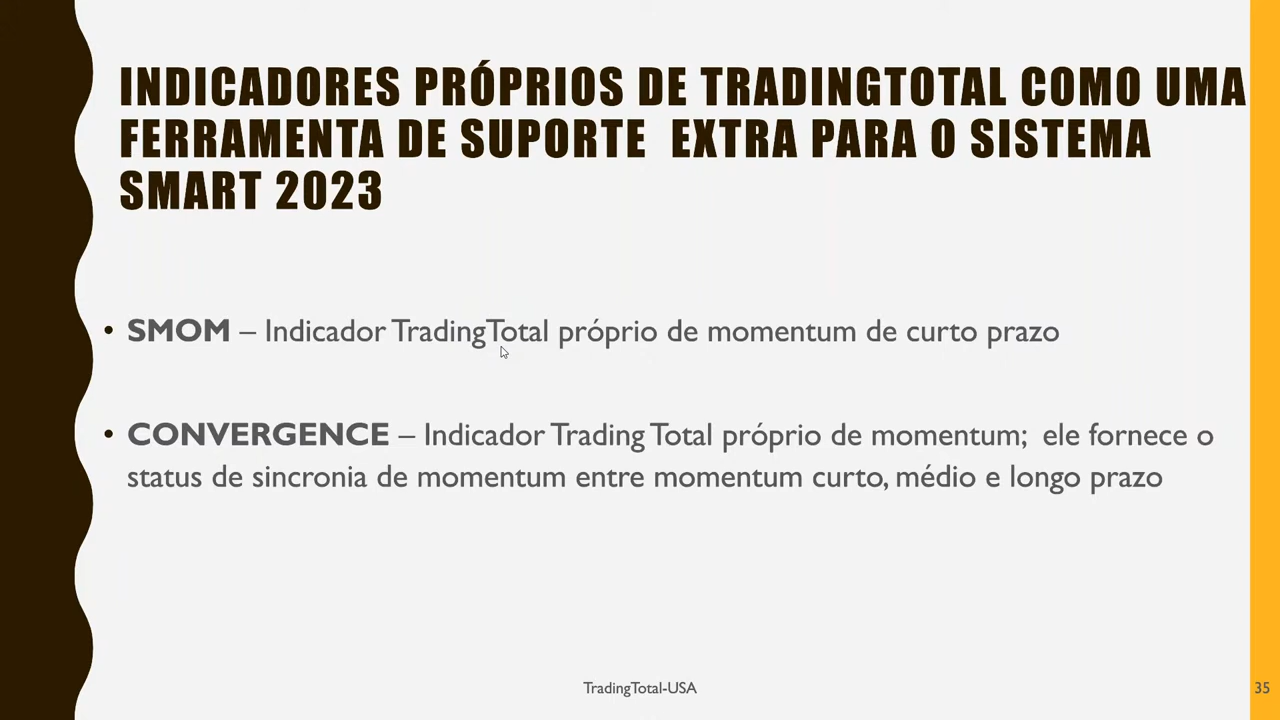 INDICADORES PRÓPRIOS DE TRADINGTOTAL COMO UMA
FERRAMENTA DE SUPORTE EXTRA PARA O SISTEMA
SMART 2023
• SMOM – Indicador TradingTotal próprio de momentum de curto prazo
• CONVERGENCE – Indicador Trading Total próprio de momentum; ele fornece o
status de sincronia de momentum entre momentum curto, médio e longo prazo
TradingTotal-USA
35